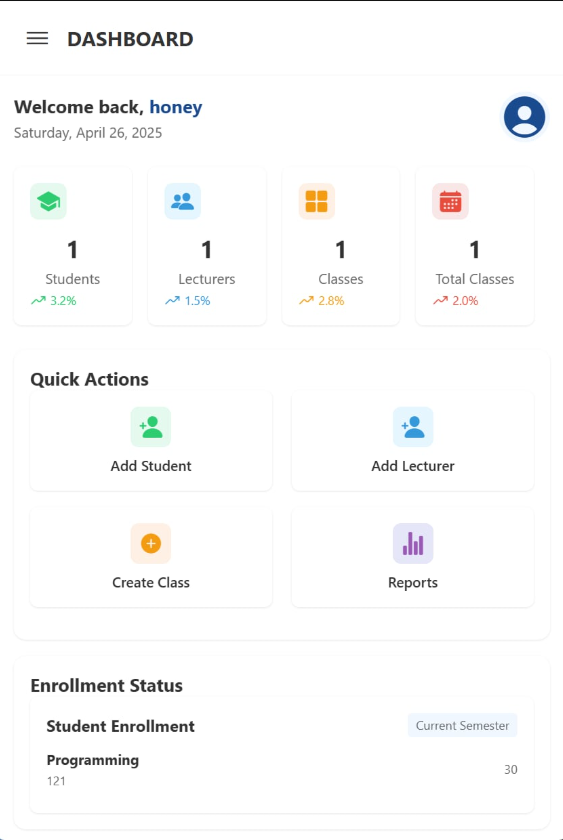 DASHBOARD
Welcome back, honey
Saturday, April 26, 2025
1 1 1 1
Students Lecturers Classes Total Classes
3.2% 1.5% 2.8% 2.0%
Quick Actions
Add Student Add Lecturer
Create Class Reports
Enrollment Status
Student Enrollment Current Semester
Programming
121 30